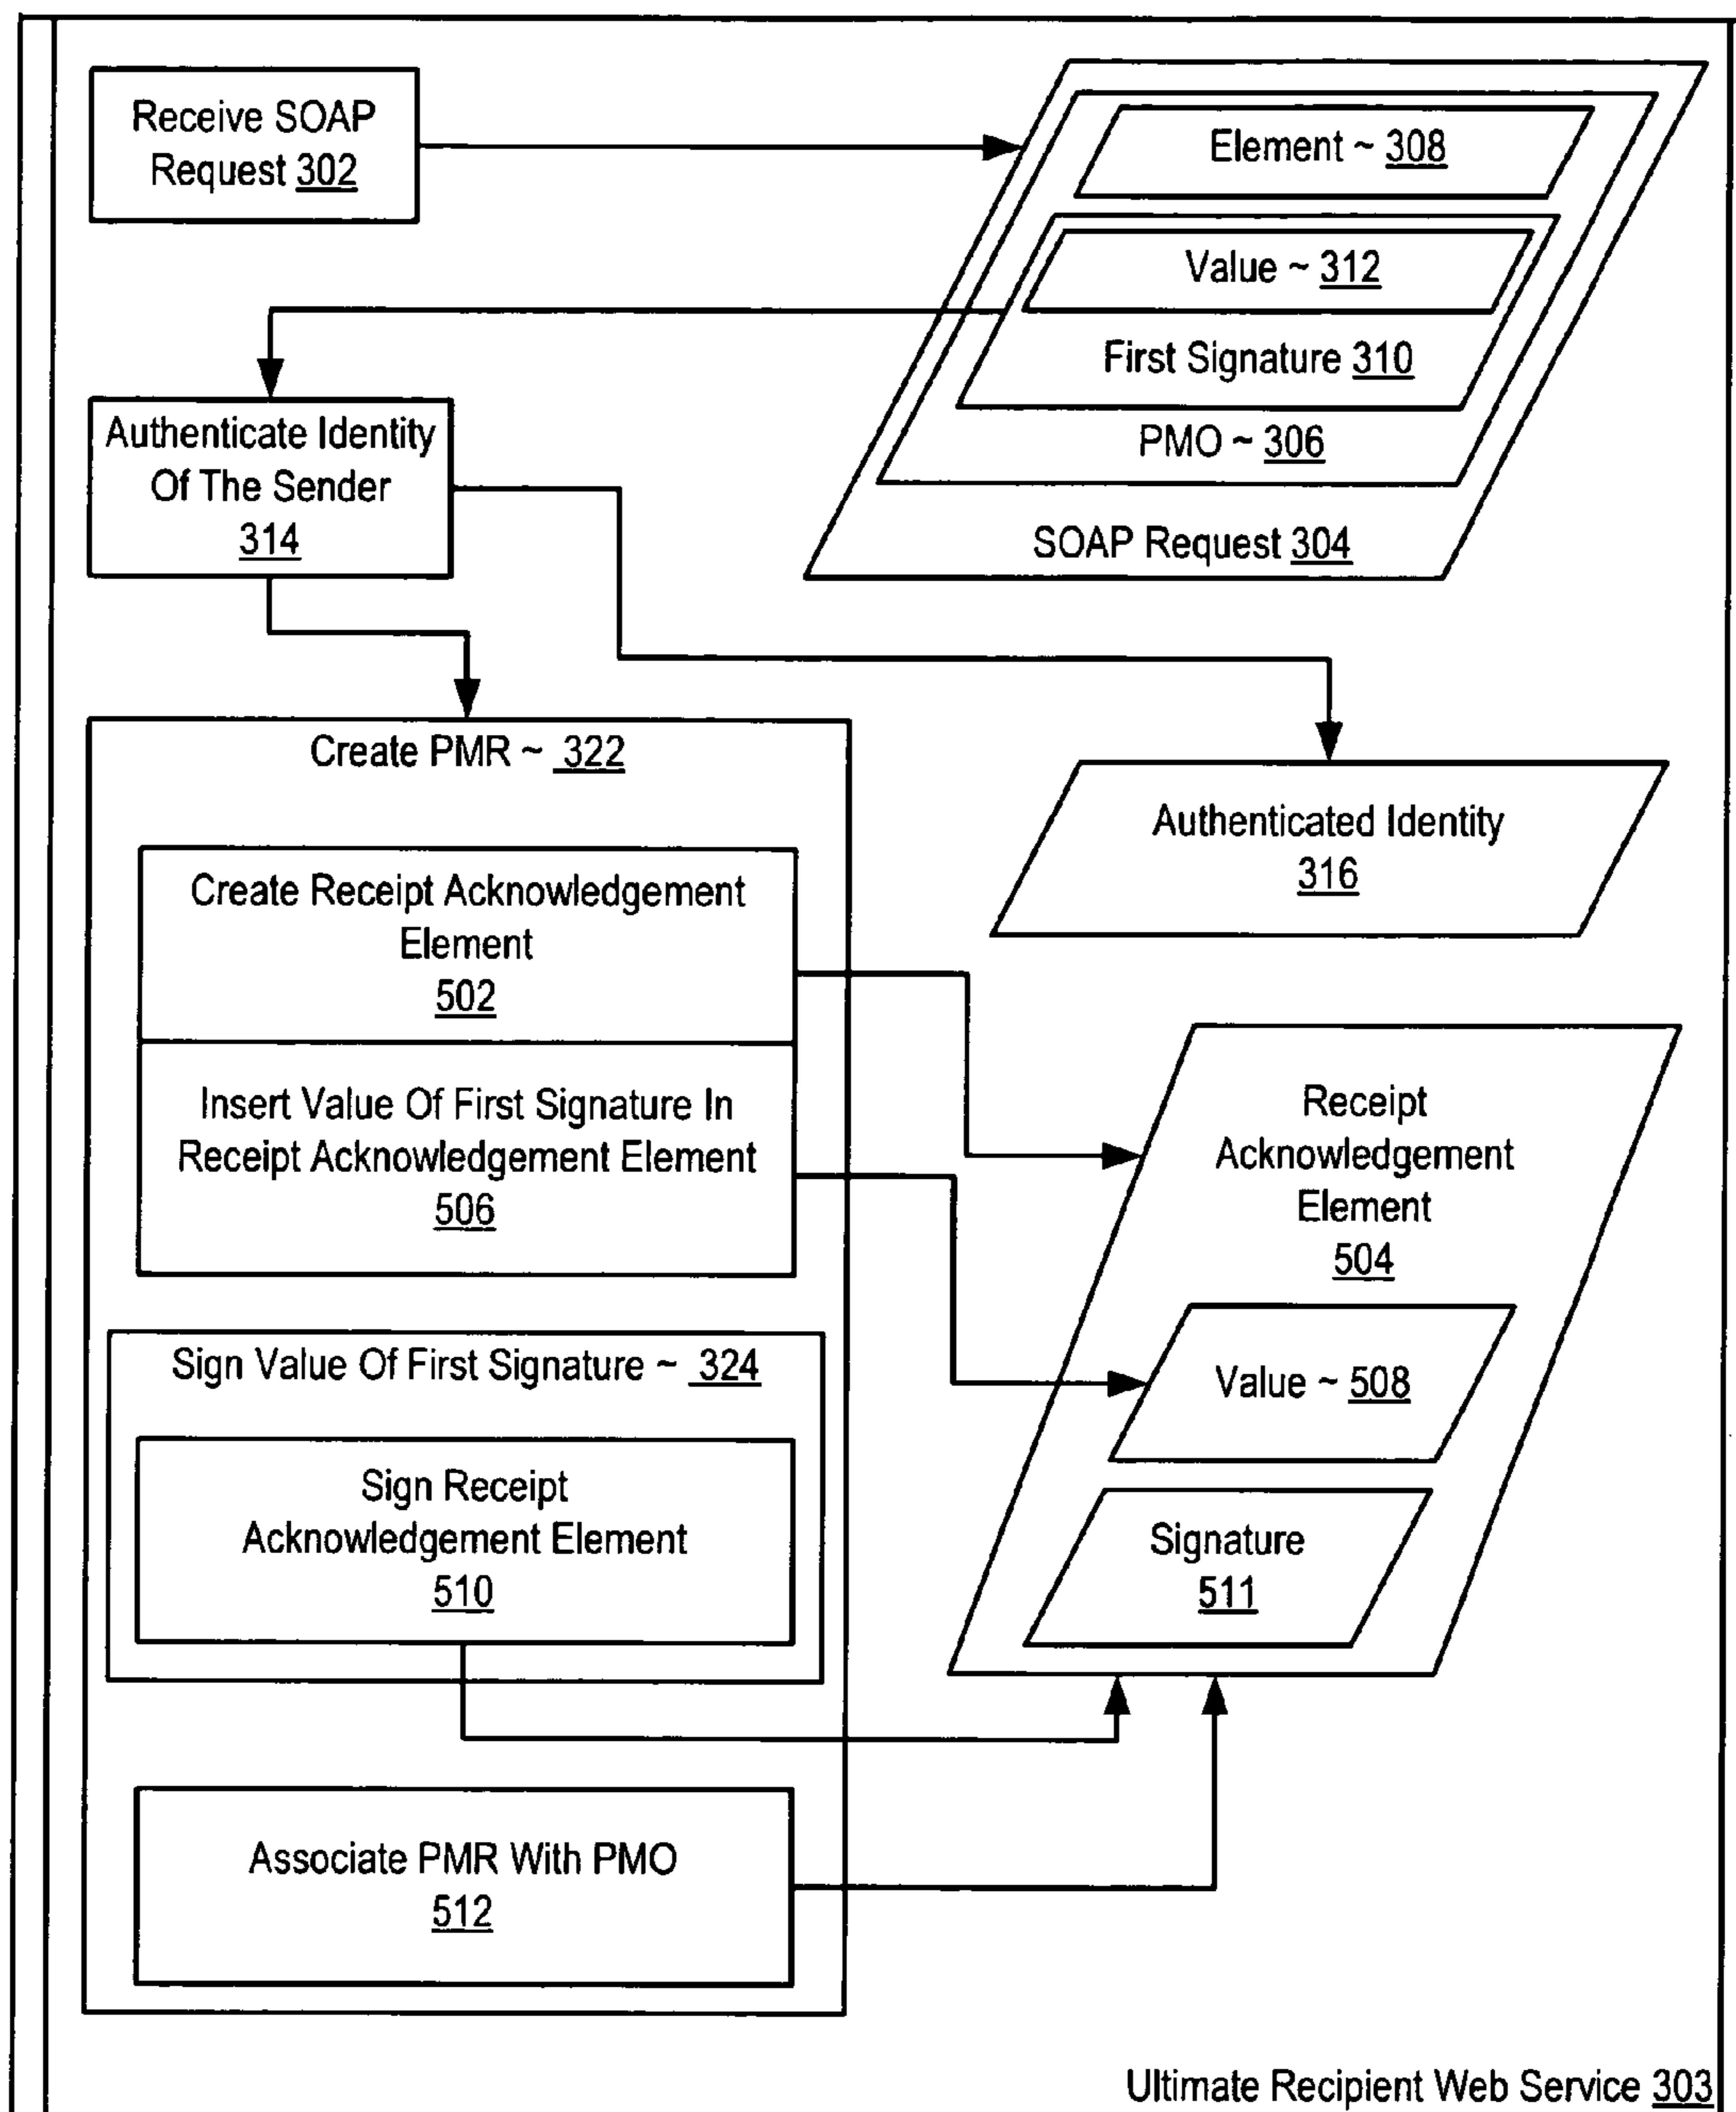 Receive SOAP
Request 302
Element ~ 308
Value ~ 312
First Signature 310
PMO ~ 306
SOAP Request 304
Authenticate Identity
Of The Sender
314
Create PMR ~ 322
Authenticated Identity
316
Create Receipt Acknowledgement
Element
502
Insert Value Of First Signature In
Receipt Acknowledgement Element
506
Receipt
Acknowledgement
Element
504
Value ~ 508
Signature
511
Sign Value Of First Signature ~ 324
Sign Receipt
Acknowledgement Element
510
Associate PMR With PMO
512
Ultimate Recipient Web Service 303